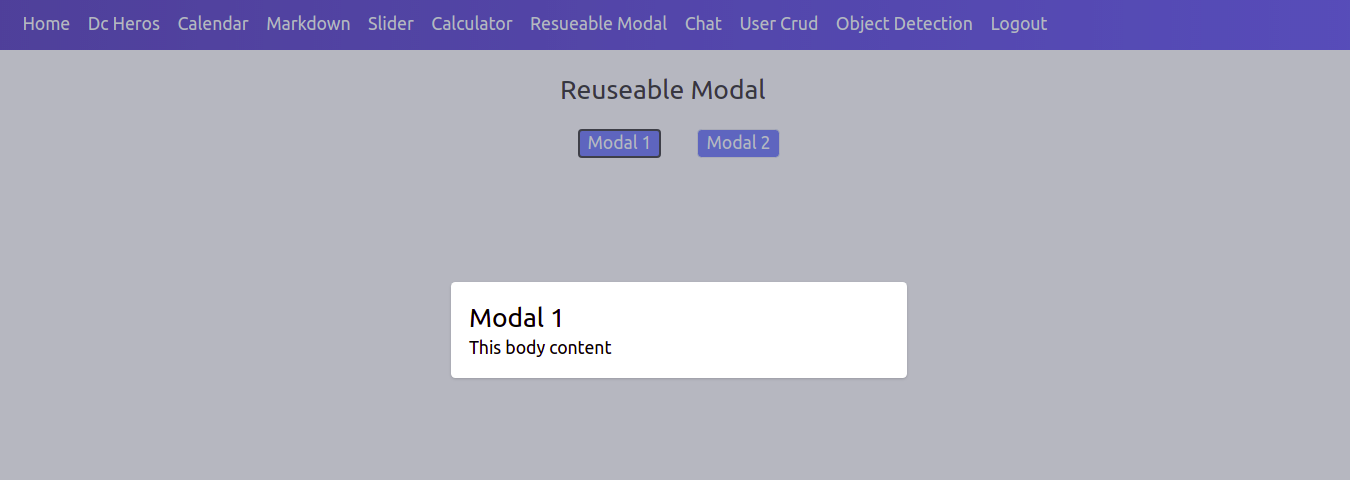 Home Dc Heros Calendar Markdown Slider Calculator Resueable Modal Chat User Crud Object Detection Logout
Reuseable Modal
Modal 1 Modal 2
Modal 1
This body content